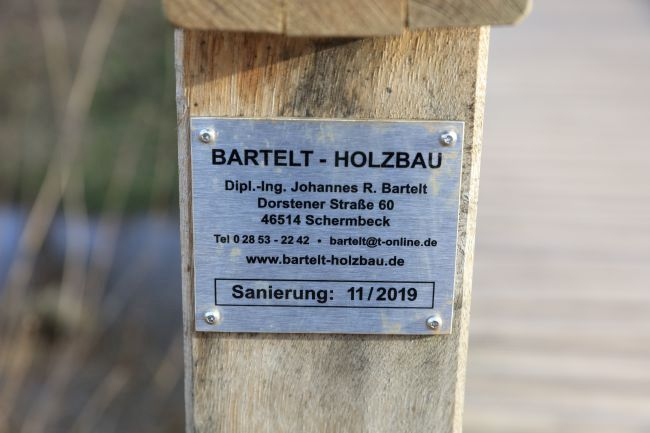 BARTELT - HOLZBAU
Dipl.-Ing. Johannes R. Bartelt
Dorstener Straße 60
46514 Schermbeck
Tel 0 28 53 - 22 42 • bartelt@t-online.de
www.bartelt-holzbau.de
Sanierung: 11/2019